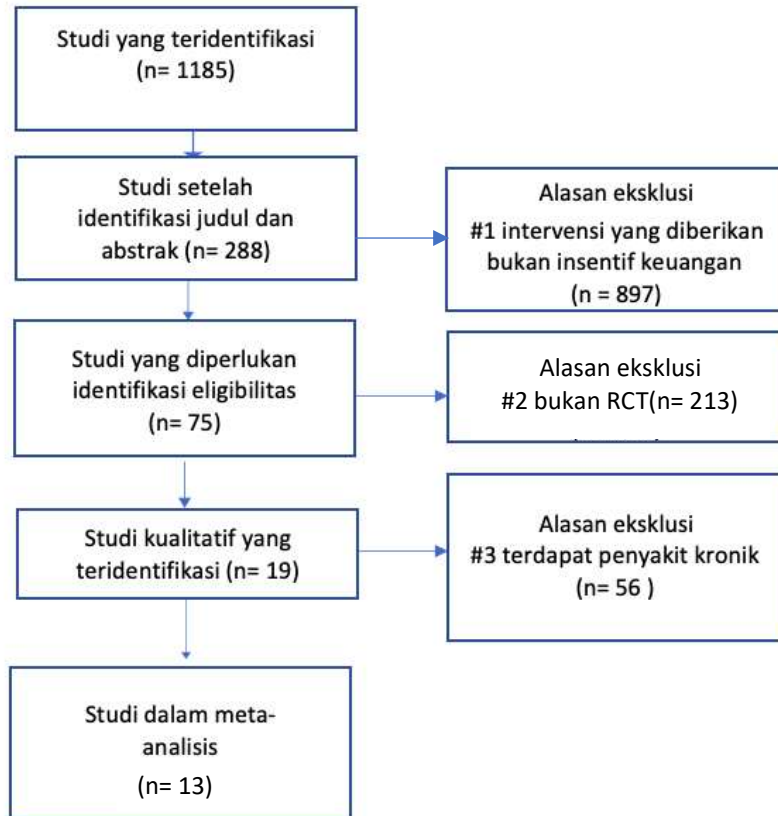 Studi yang teridentifikasi
(n= 1185)
Studi setelah
identifikasi judul dan
abstrak (n= 288)
Alasan eksklusi
#1 intervensi yang diberikan
bukan insentif keuangan
(n = 897)
Studi yang diperlukan
identifikasi eligibilitas
(n= 75)
Alasan eksklusi
#2 bukan RCT(n= 213)
Studi kualitatif yang
teridentifikasi (n= 19)
Alasan eksklusi
#3 terdapat penyakit kronik
(n= 56 )
Studi dalam meta-
analisis
(n= 13)